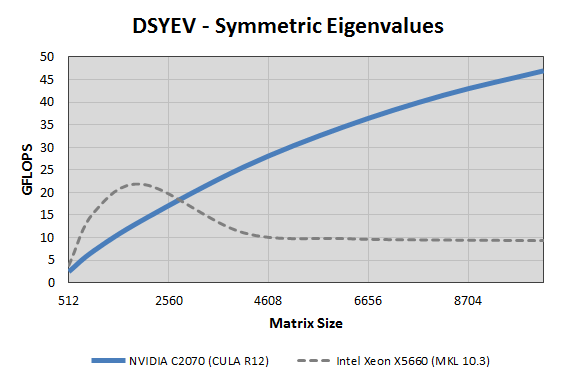 DSYEV - Symmetric Eigenvalues
50
45
40
35
30
25
20
15
10
5
0
GFLOPS
512 2560 4608 6656 8704
Matrix Size
NVIDIA C2070 (CULA R12) Intel Xeon X5660 (MKL 10.3)